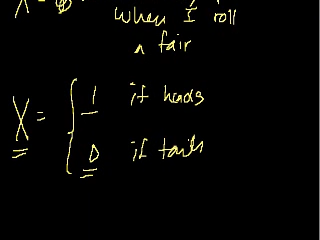 when I roll
a fair
X = { 1 if heads
0 if tails